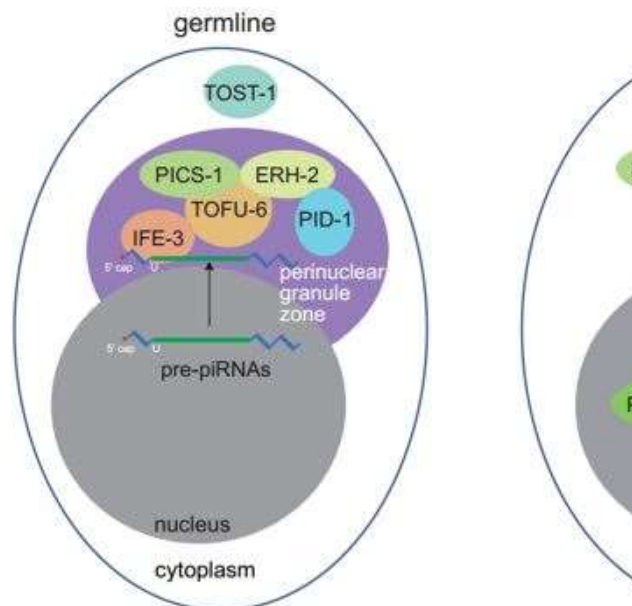 germline
TOST-1
PICS-1 ERH-2
TOFU-6
PID-1
IFE-3
5' cap U
perinuclear
granule
zone
5' cap U
pre-piRNAs
nucleus
cytoplasm